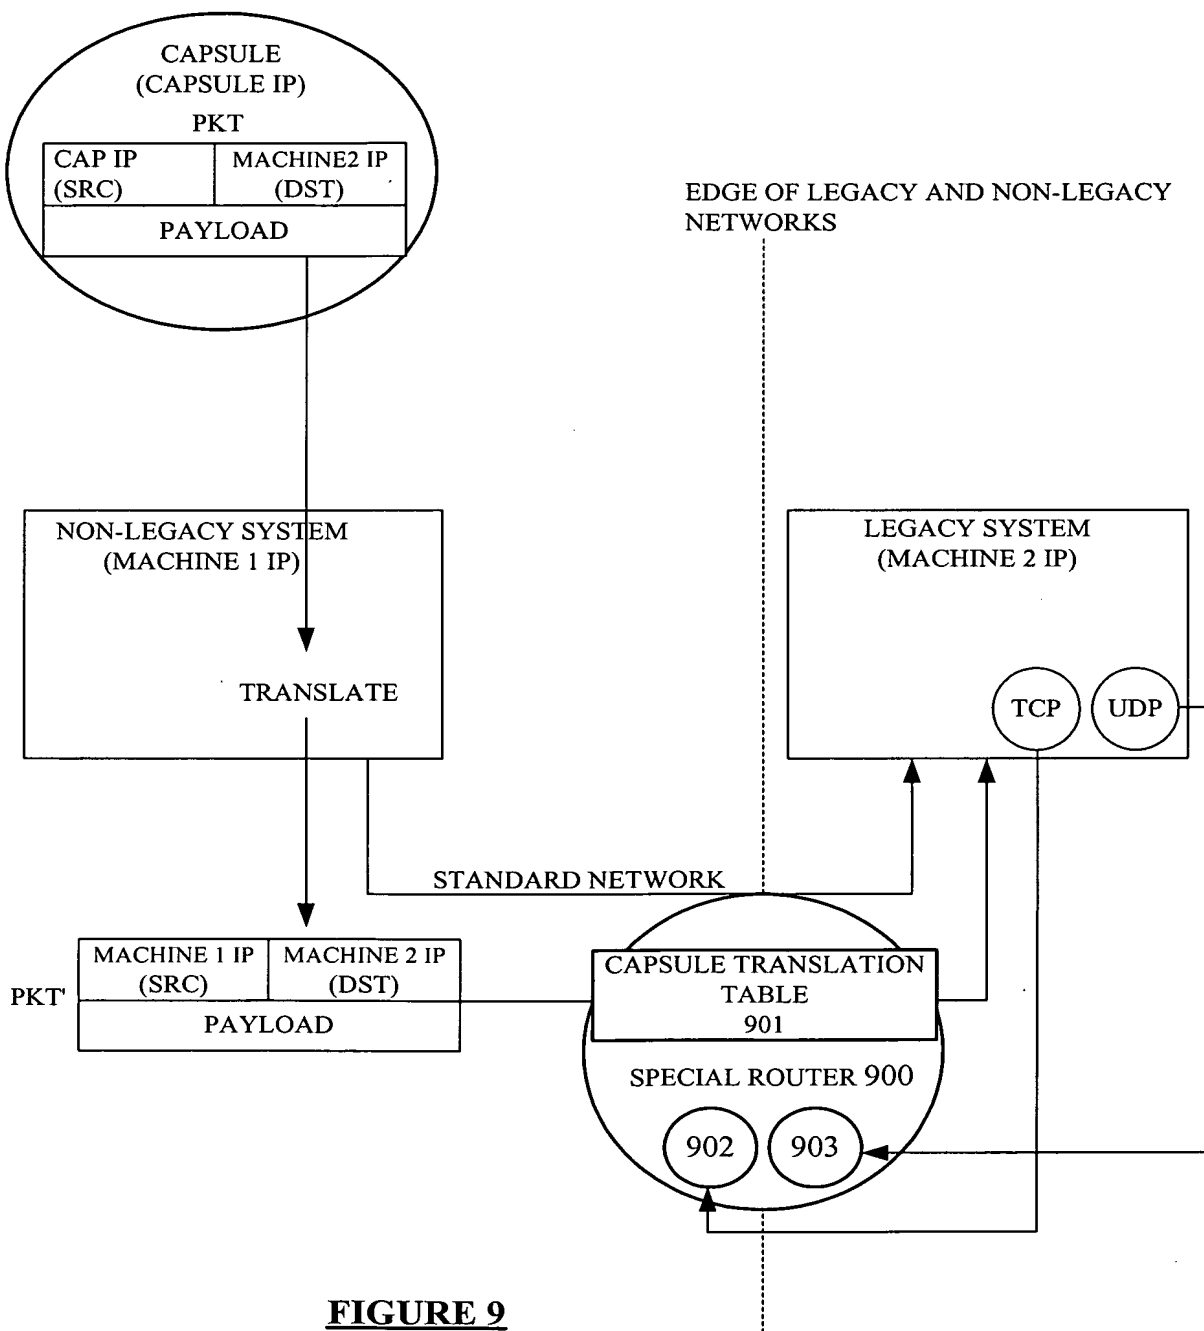 CAPSULE
(CAPSULE IP)
PKT
CAP IP
(SRC)
MACHINE2 IP
(DST)
PAYLOAD
EDGE OF LEGACY AND NON-LEGACY
NETWORKS
NON-LEGACY SYSTEM
(MACHINE 1 IP)
TRANSLATE
LEGACY SYSTEM
(MACHINE 2 IP)
TCP
UDP
STANDARD NETWORK
PKT'
MACHINE 1 IP
(SRC)
MACHINE 2 IP
(DST)
PAYLOAD
CAPSULE TRANSLATION
TABLE
901
SPECIAL ROUTER 900
902
903
FIGURE 9